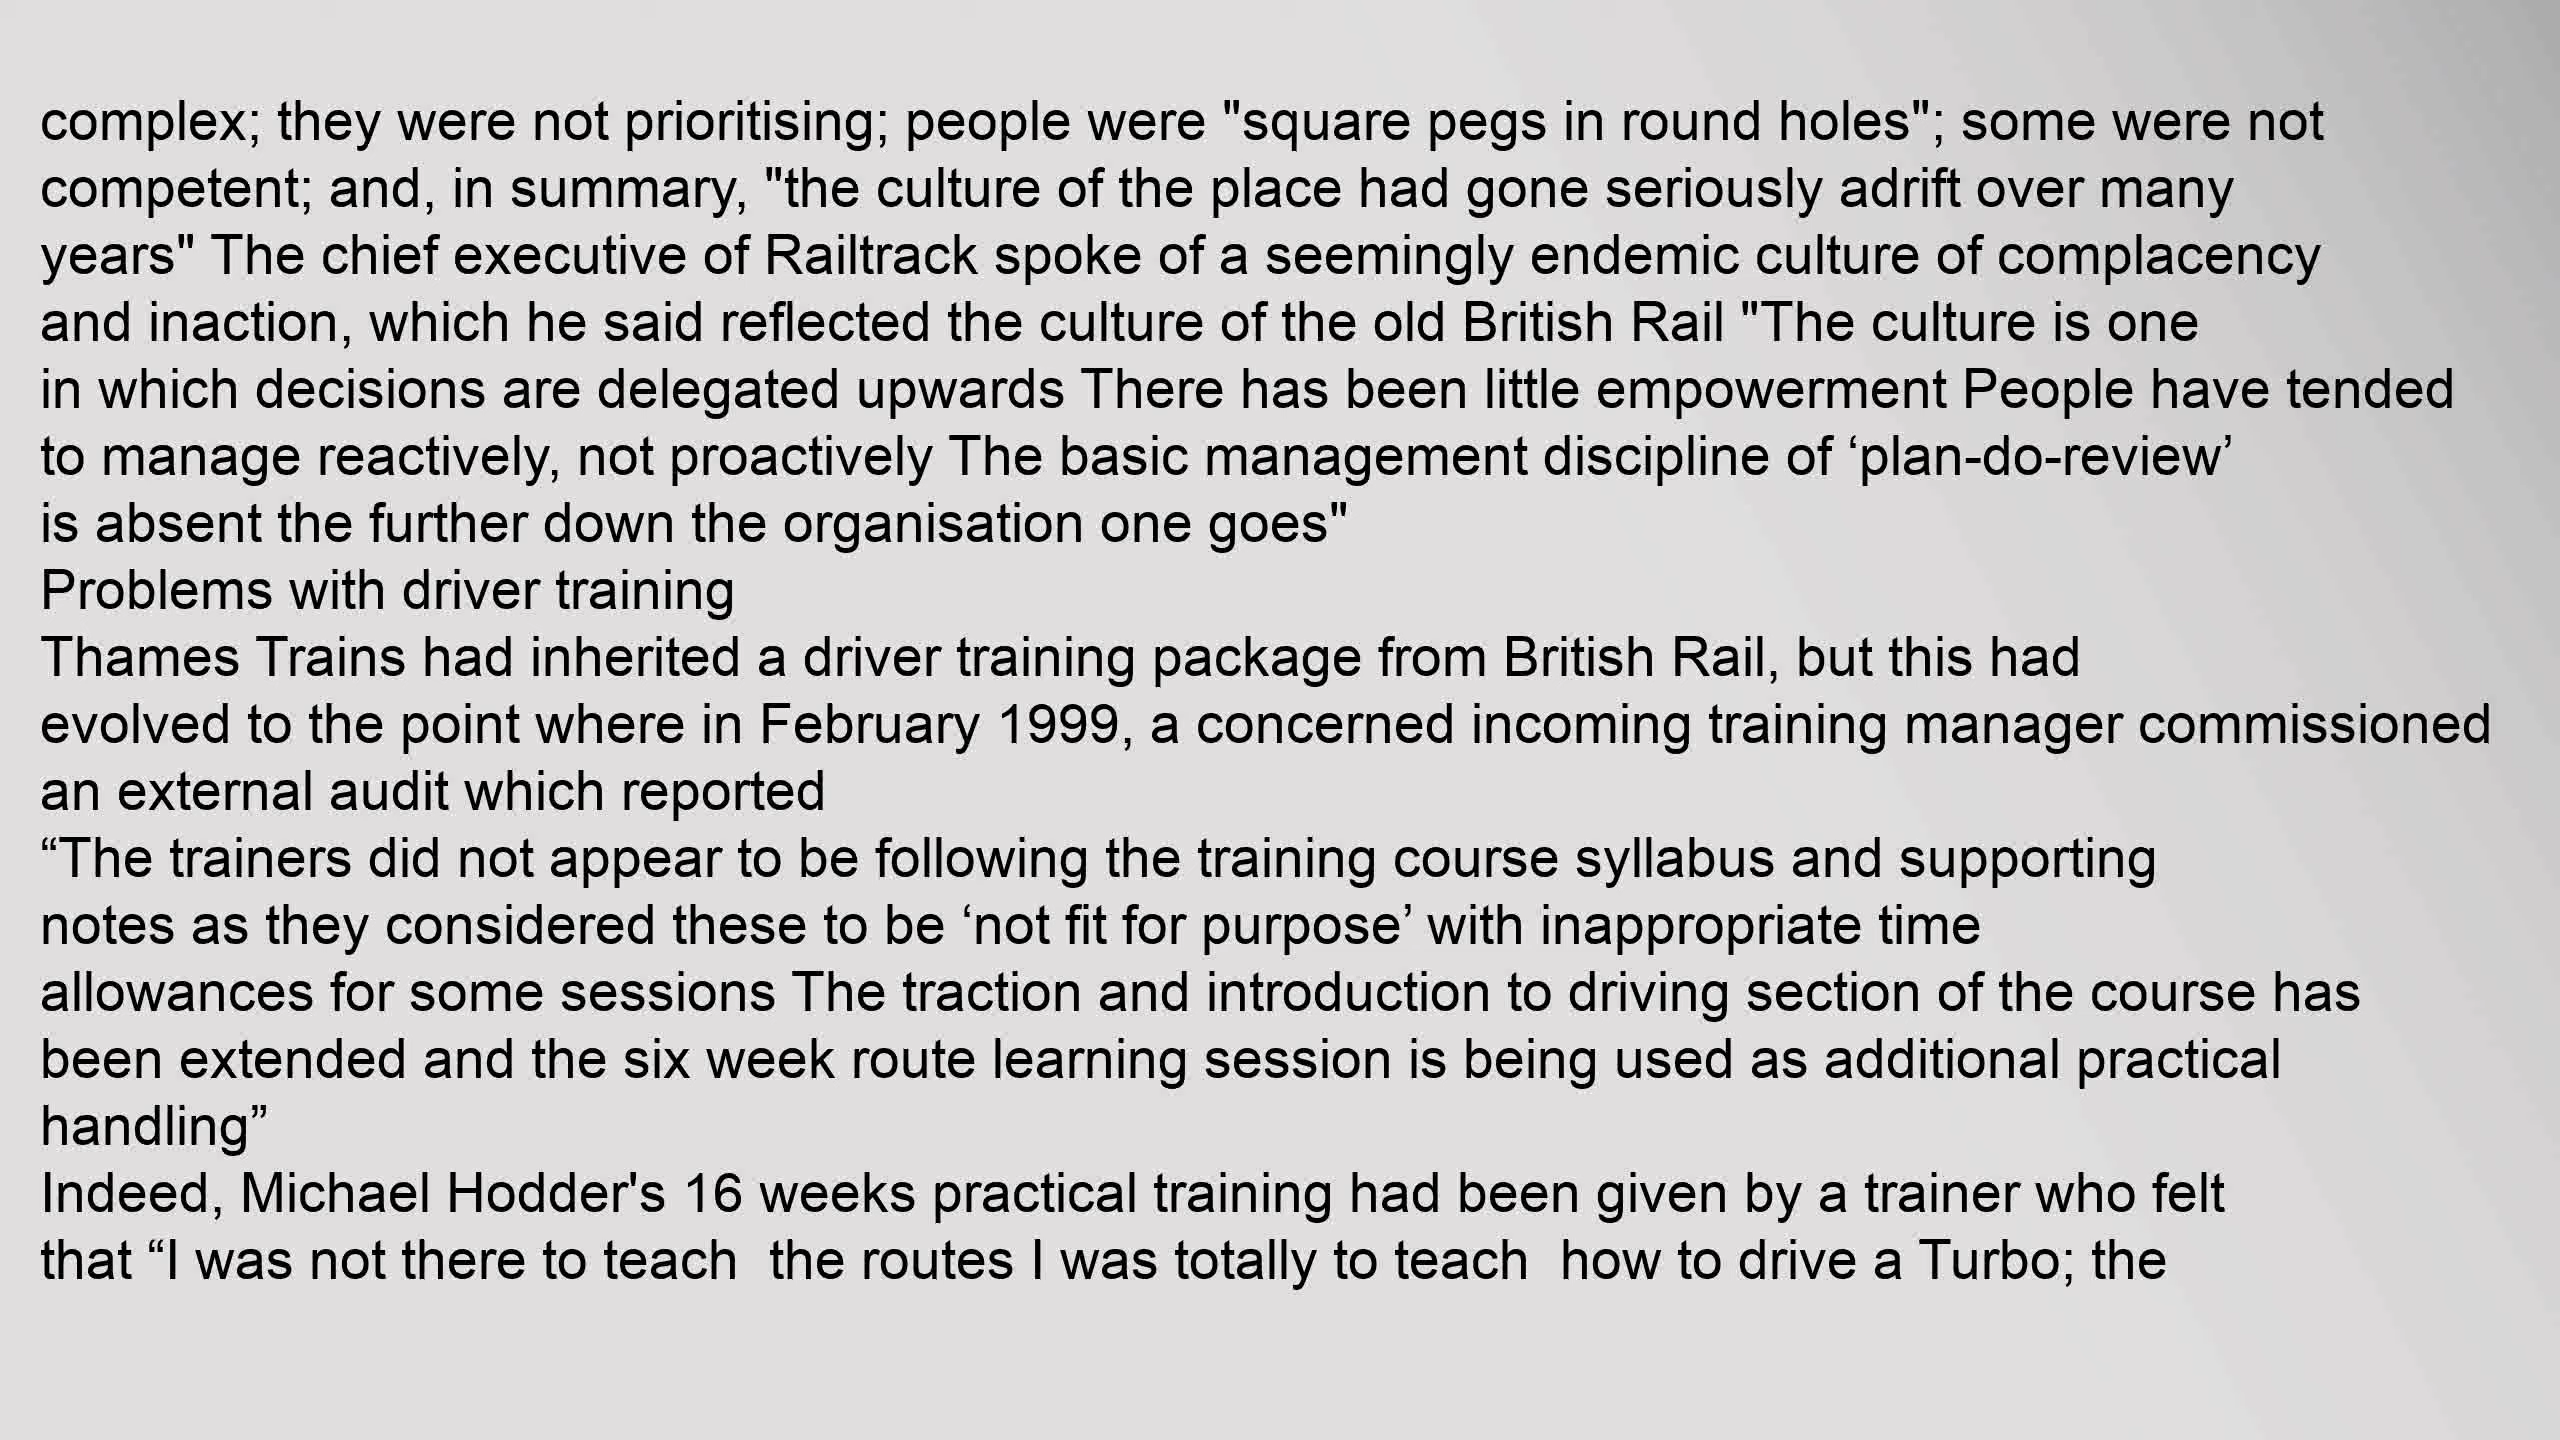 complex; they were not prioritising; people were "square pegs in round holes"; some were not
competent; and, in summary, "the culture of the place had gone seriously adrift over many
years" The chief executive of Railtrack spoke of a seemingly endemic culture of complacency
and inaction, which he said reflected the culture of the old British Rail "The culture is one
in which decisions are delegated upwards There has been little empowerment People have tended
to manage reactively, not proactively The basic management discipline of ‘plan-do-review’
is absent the further down the organisation one goes"
Problems with driver training
Thames Trains had inherited a driver training package from British Rail, but this had
evolved to the point where in February 1999, a concerned incoming training manager commissioned
an external audit which reported
“The trainers did not appear to be following the training course syllabus and supporting
notes as they considered these to be ‘not fit for purpose’ with inappropriate time
allowances for some sessions The traction and introduction to driving section of the course has
been extended and the six week route learning session is being used as additional practical
handling”
Indeed, Michael Hodder's 16 weeks practical training had been given by a trainer who felt
that “I was not there to teach  the routes I was totally to teach  how to drive a Turbo; the